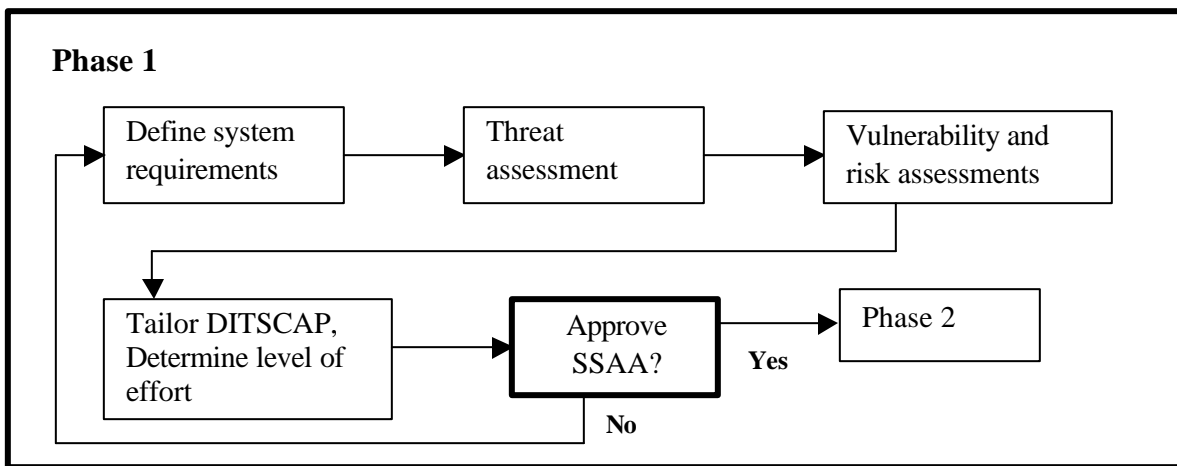 Phase 1
Define system
requirements
Threat
assessment
Vulnerability and
risk assessments
Tailor DITSCAP,
Determine level of
effort
Approve
SSAA?
Yes
Phase 2
No